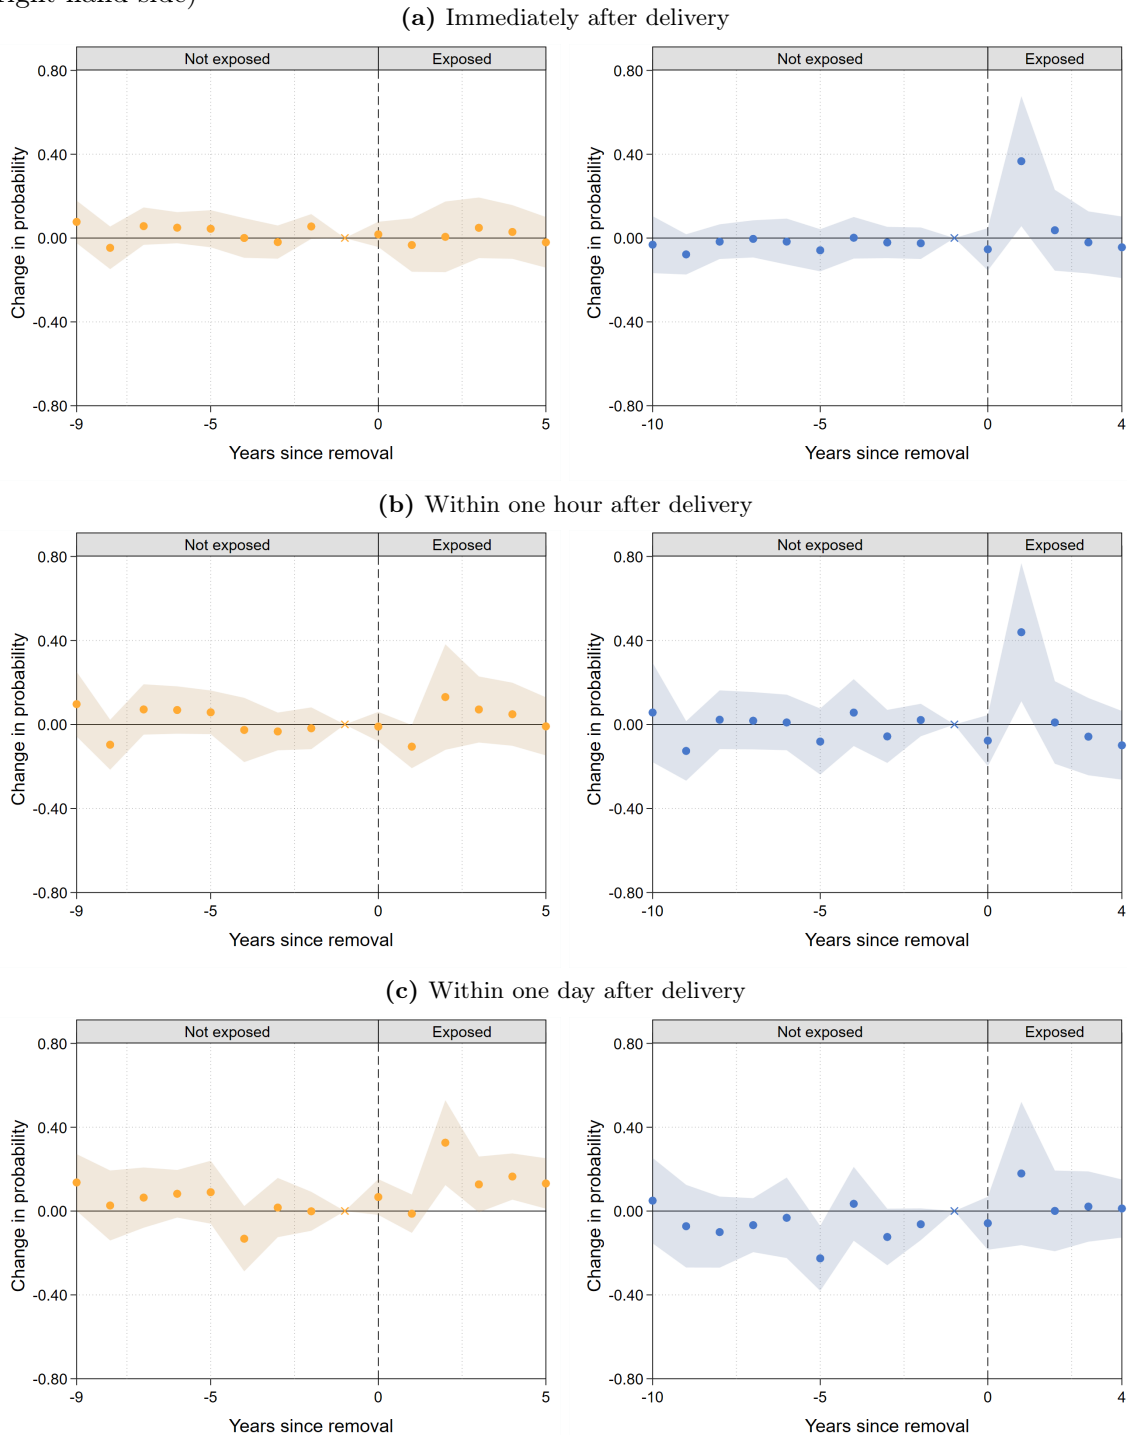 right-hand side)
(a) Immediately after delivery
Not exposed Exposed Not exposed Exposed
0.80 0.80
0.40 0.40
0.00 0.00
-0.40 -0.40
-0.80 -0.80
Change in probability Change in probability
-9 -5 0 5 -10 -5 0 4
Years since removal Years since removal
(b) Within one hour after delivery
Not exposed Exposed Not exposed Exposed
0.80 0.80
0.40 0.40
0.00 0.00
-0.40 -0.40
-0.80 -0.80
Change in probability Change in probability
-9 -5 0 5 -10 -5 0 4
Years since removal Years since removal
(c) Within one day after delivery
Not exposed Exposed Not exposed Exposed
0.80 0.80
0.40 0.40
0.00 0.00
-0.40 -0.40
-0.80 -0.80
Change in probability Change in probability
-9 -5 0 5 -10 -5 0 4
Years since removal Years since removal